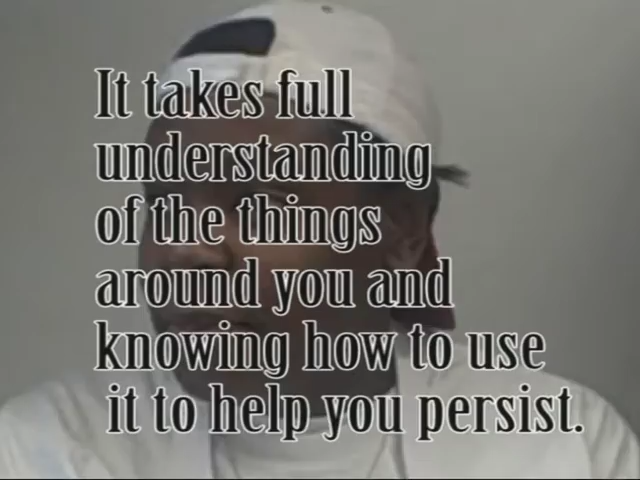 It takes full
understanding
of the things
around you and
knowing how to use
it to help you persist.